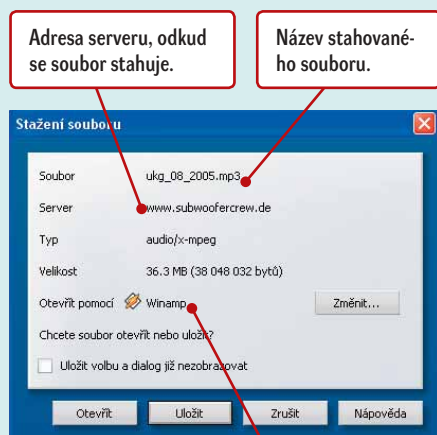 Adresa serveru, odkud
se soubor stahuje.
Název stahované-
ho souboru.
Stažení souboru
Soubor ukg_08_2005.mp3
Server www.subwoofercrew.de
Typ audio/x-mpeg
Velikost 36.3 MB (38 048 032 bytů)
Otevřít pomocí Winamp Změnit...
Chcete soubor otevřít nebo uložit?
Uložit volbu a dialog již nezobrazovat
Otevřít Uložit Zrušit Nápověda